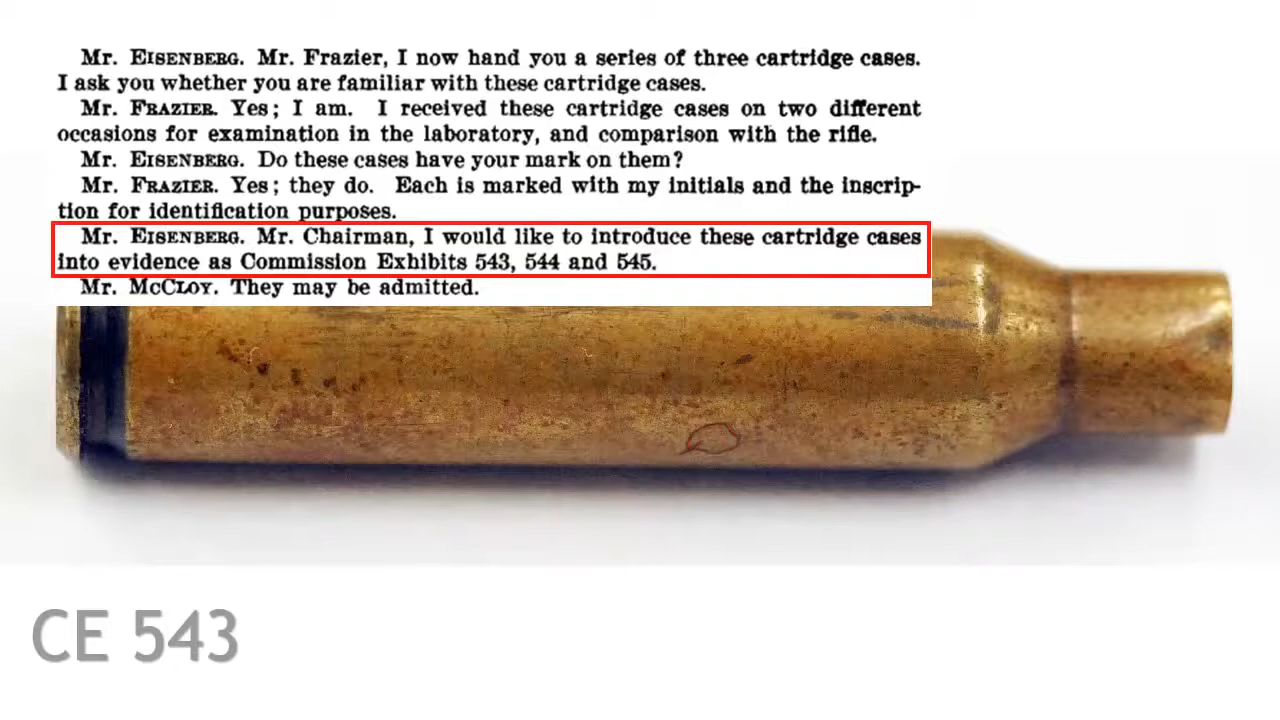 Mr. EISENBERG. Mr. Frazier, I now hand you a series of three cartridge cases.
I ask you whether you are familiar with these cartridge cases.
Mr. FRAZIER. Yes; I am. I received these cartridge cases on two different
occasions for examination in the laboratory, and comparison with the rifle.
Mr. EISENBERG. Do these cases have your mark on them?
Mr. FRAZIER. Yes; they do. Each is marked with my initials and the inscrip-
tion for identification purposes.
Mr. EISENBERG. Mr. Chairman, I would like to introduce these cartridge cases
into evidence as Commission Exhibits 543, 544 and 545.
Mr. MCCLOY. They may be admitted.
CE 543